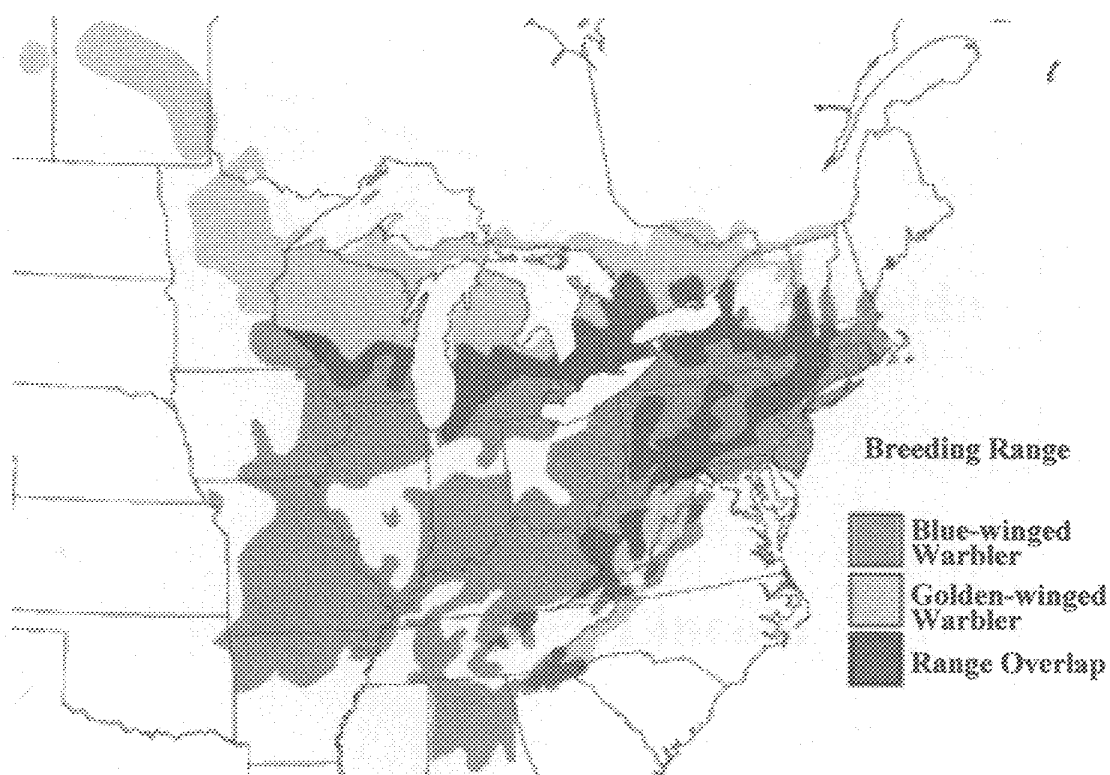 Breeding Range
Blue-winged
Warbler
Golden-winged
Warbler
Range Overlap